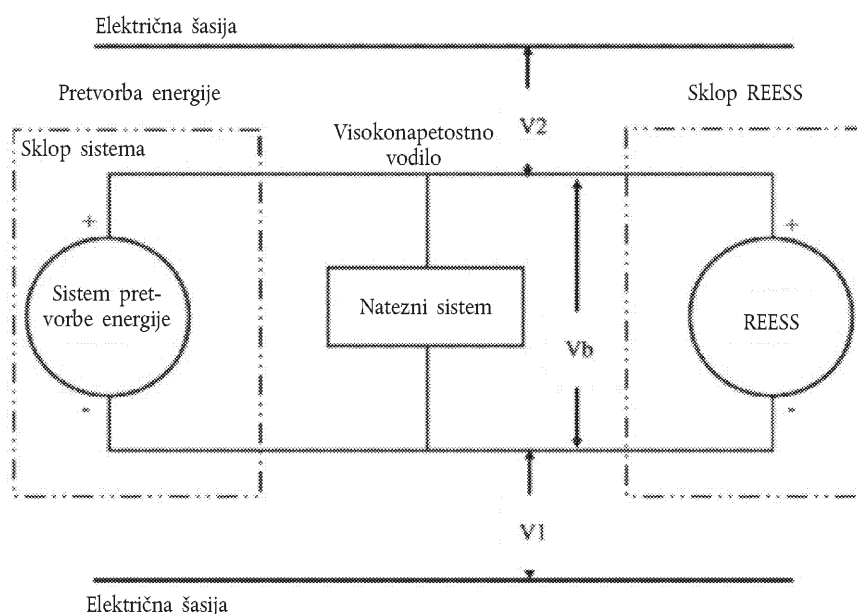 Električna šasija
Pretvorba energije
Sklop REESS
V2
Sklop sistema
Visokonapetostno
vodilo
+
+
Sistem pret-
vorbe energije
Natezni sistem
Vb
REESS
-
-
V1
Električna šasija